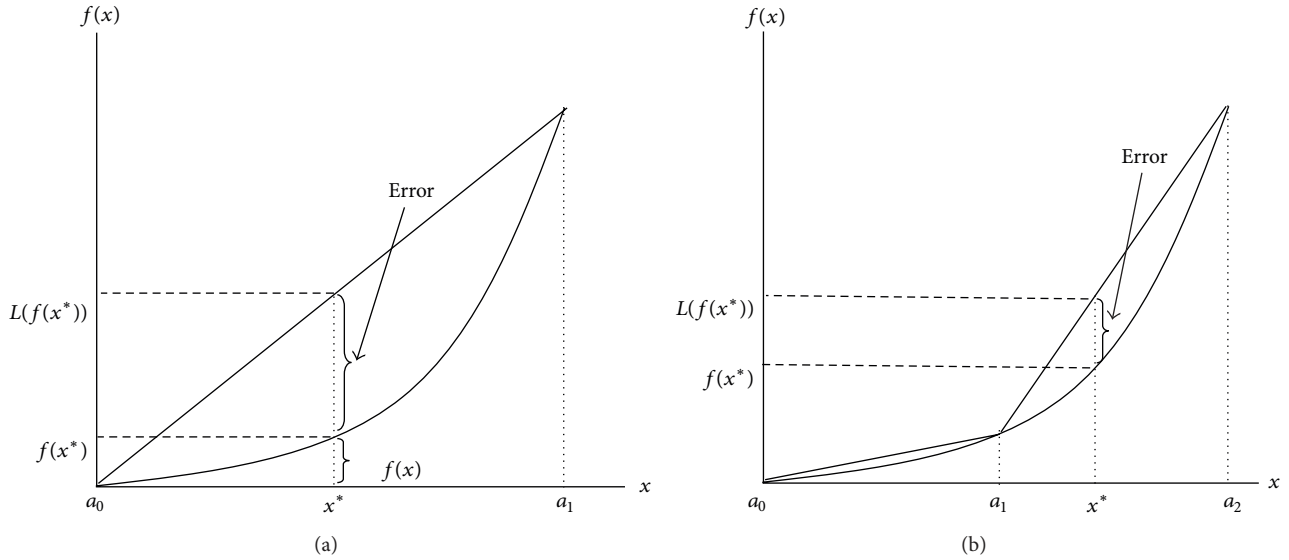 f(x)
Error
L(f(x*))
f(x*)
f(x)
a0
x*
a1
x
(a)
f(x)
Error
L(f(x*))
f(x*)
a0
a1
x*
a2
x
(b)